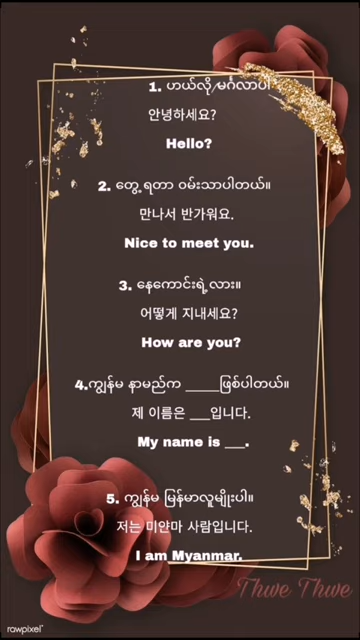 1. ဟယ်လို/မင်္ဂလာပါ
안녕하세요?
Hello?
2. တွေ့ရတာ ဝမ်းသာပါတယ်။
만나서 반가워요.
Nice to meet you.
3. နေကောင်းရဲ့လား။
어떻게 지내세요?
How are you?
4.ကျွန်မ နာမည်က ____ဖြစ်ပါတယ်။
제 이름은 ___입니다.
My name is ___.
5. ကျွန်မ မြန်မာလူမျိုးပါ။
저는 미얀마 사람입니다.
I am Myanmar.
Thwe Thwe
rawpixel